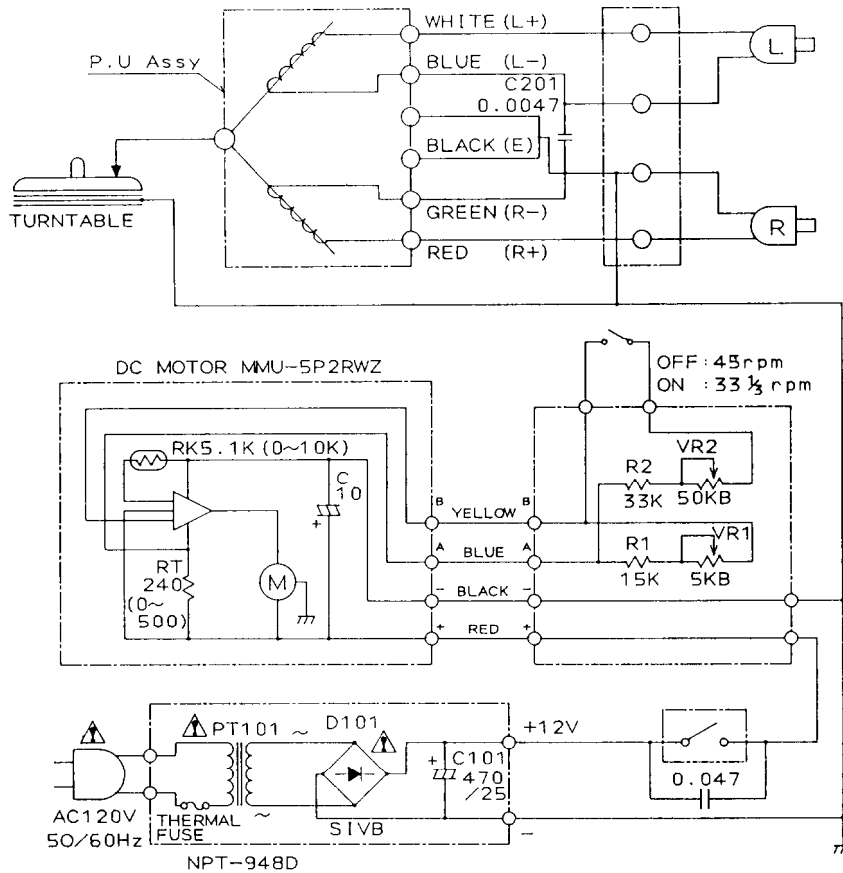 WHITE (L+)
P.U Assy
BLUE (L-)
C201
0.0047
L
BLACK (E)
TURNTABLE
GREEN (R-)
R
RED (R+)
DC MOTOR MMU-5P2RWZ
OFF : 45rpm
ON : 33 1/3 rpm
RK5.1K (0~10K)
C
10
+
VR2
R2
33K
50KB
B
YELLOW
B
VR1
A
BLUE
A
R1
15K
5KB
RT
240
(0~
500)
M
-
BLACK
-
+
RED
+
PT101
~
D101
+12V
+
C101
470
/25
0.047
AC120V
50/60Hz
THERMAL
FUSE
~
SIVB
-
NPT-948D